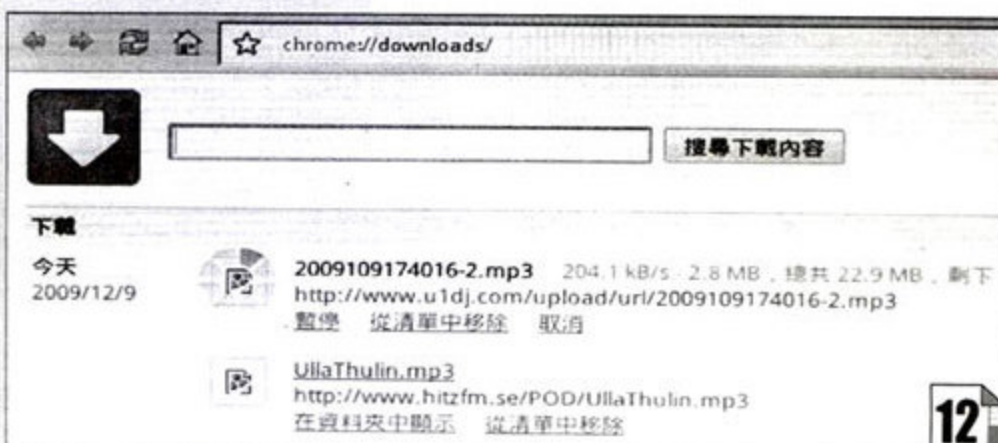 chrome://downloads/
搜尋下載內容
下載
今天
2009/12/9
2009109174016-2.mp3 204.1 kB/s - 2.8 MB，總共 22.9 MB，剩下
http://www.u1dj.com/upload/url/2009109174016-2.mp3
暫停 從清單中移除 取消
UllaThulin.mp3
http://www.hitzfm.se/POD/UllaThulin.mp3
在資料夾中顯示 從清單中移除
12